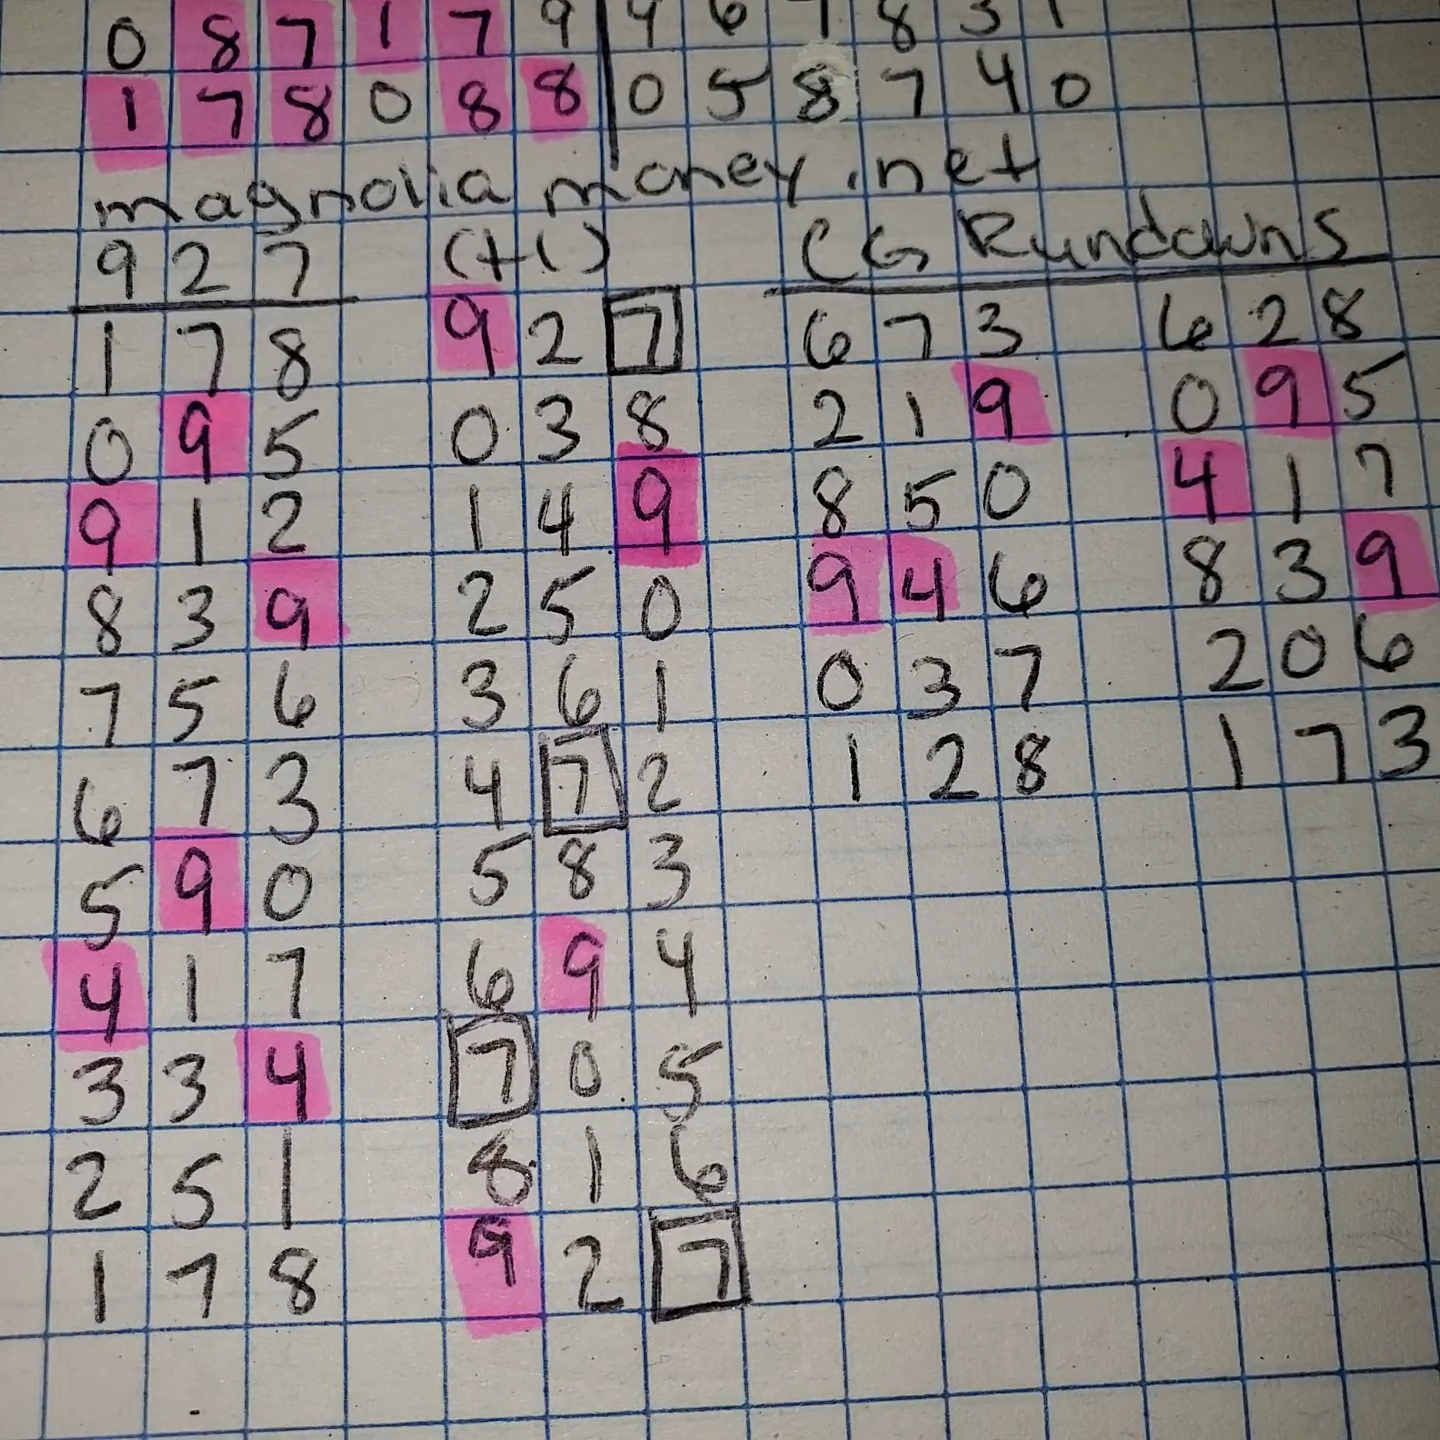 0 8 7 1 7 9 9 6 7 8 3 1
1 7 8 0 8 8 0 5 8 7 4 0
magnolia money.net
9 2 7 (+1) CG Rundowns
1 7 8 9 2 7 6 7 3 6 2 8
0 9 5 0 3 8 2 1 9 0 9 5
9 1 2 1 4 9 8 5 0 4 1 7
8 3 9 2 5 0 9 4 6 8 3 9
7 5 6 3 6 1 0 3 7 2 0 6
6 7 3 4 7 2 1 2 8 1 7 3
5 9 0 5 8 3
4 1 7 6 9 4
3 3 4 7 0 5
2 5 1 8 1 6
1 7 8 9 2 7